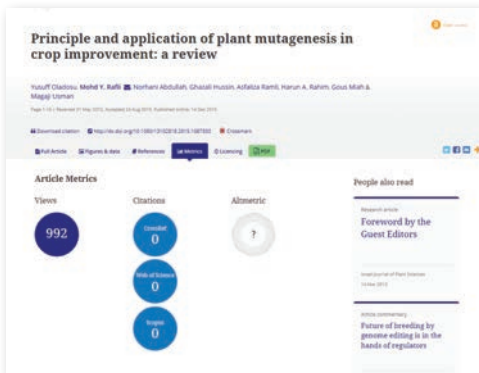 Principle and application of plant mutagenesis in
crop improvement: a review
Yusuff Oladosu, Mohd Y. Rafii, Norhani Abdullah, Ghazali Hussin, Asfaliza Ramli, Harun A. Rahim, Gous Miah &
Magaji Usman
Download citation
Crossmark
Full Article Figures & data References Metrics Licencing PDF
Article Metrics
Views
Citations
Altmetric
992
CrossRef
0
?
Web of Science
0
Scopus
0
People also read
Research article
Foreword by the
Guest Editors
Article commentary
Future of breeding by
genome editing is in the
hands of regulators